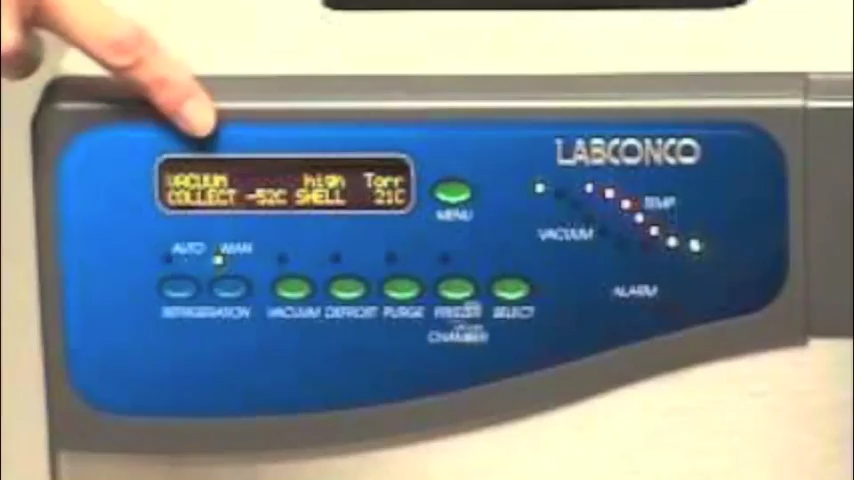 LABCONCO
VACUUM high Torr
COLLECT -52C SHELL 21C
MENU
TEMP
VACUUM
ALARM
AUTO MAN
REFRIGERATION VACUUM DEFROST PURGE FREEZER SELECT
CHAMBER